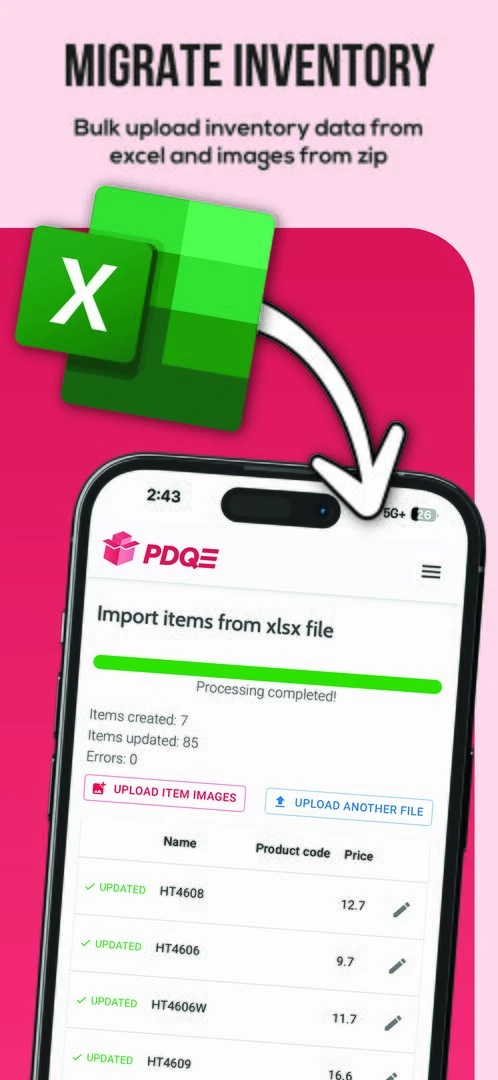 MIGRATE INVENTORY
Bulk upload inventory data from
excel and images from zip
X
2:43
5G+ 26
PDQE
Import items from xlsx file
Processing completed!
Items created: 7
Items updated: 85
Errors: 0
UPLOAD ITEM IMAGES
UPLOAD ANOTHER FILE
Name Product code Price
UPDATED HT4608 12.7
UPDATED HT4606 9.7
UPDATED HT4606W 11.7
UPDATED HT4609 16.6